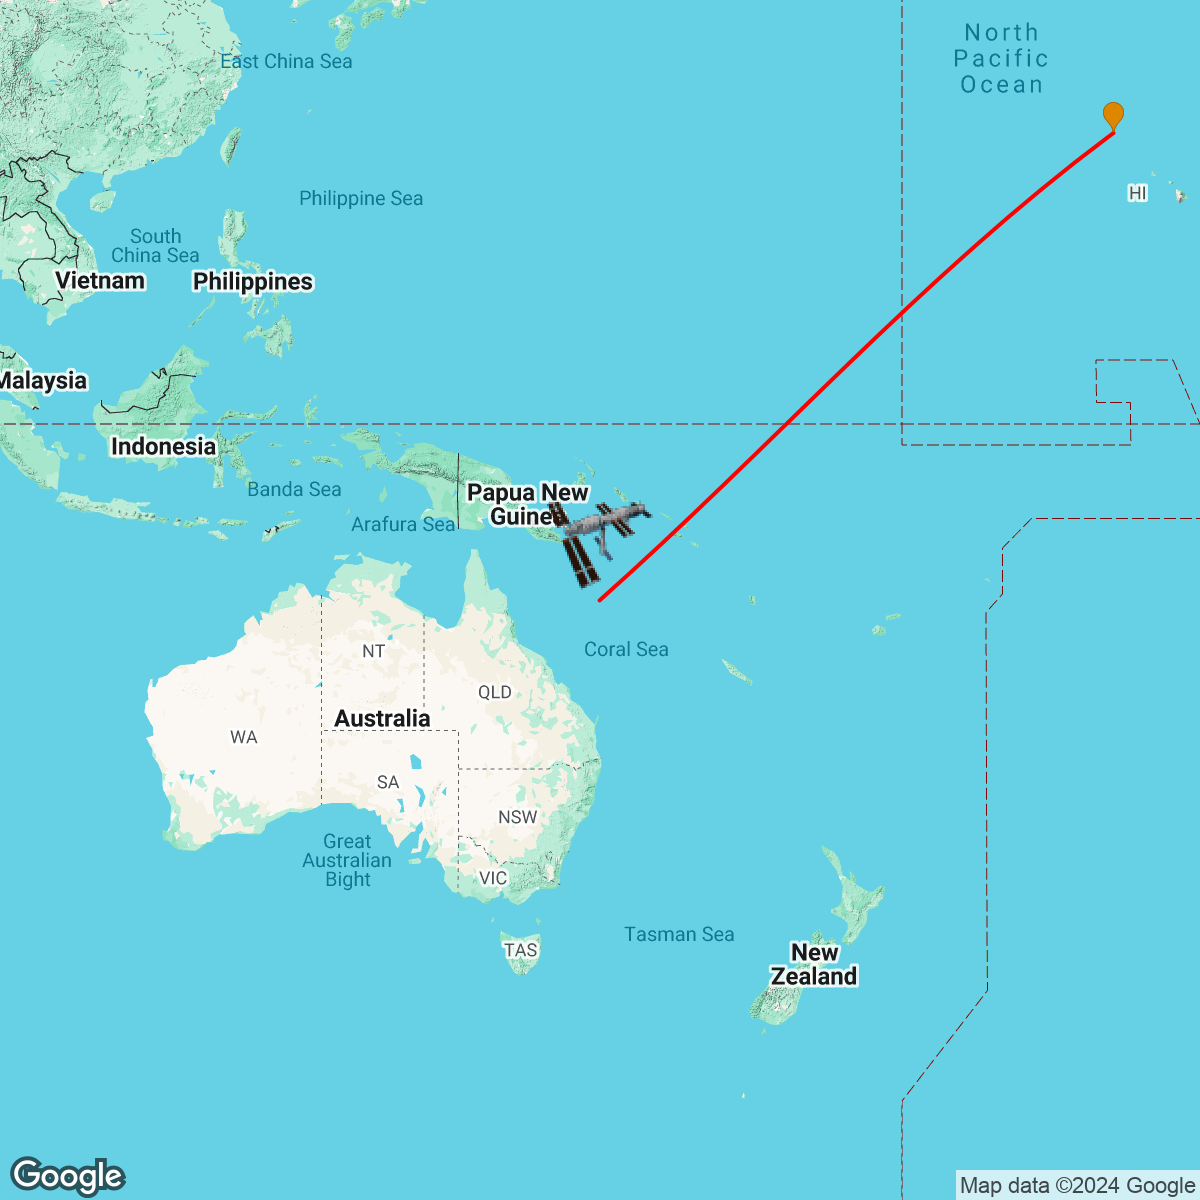 North
Pacific
Ocean
East China Sea
Philippine Sea
HI
South
China Sea
Vietnam
Philippines
Malaysia
Indonesia
Banda Sea
Papua New
Guinea
Arafura Sea
Coral Sea
NT
QLD
Australia
WA
SA
NSW
Great
Australian
Bight
VIC
Tasman Sea
TAS
New
Zealand
Google
Map data ©2024 Google